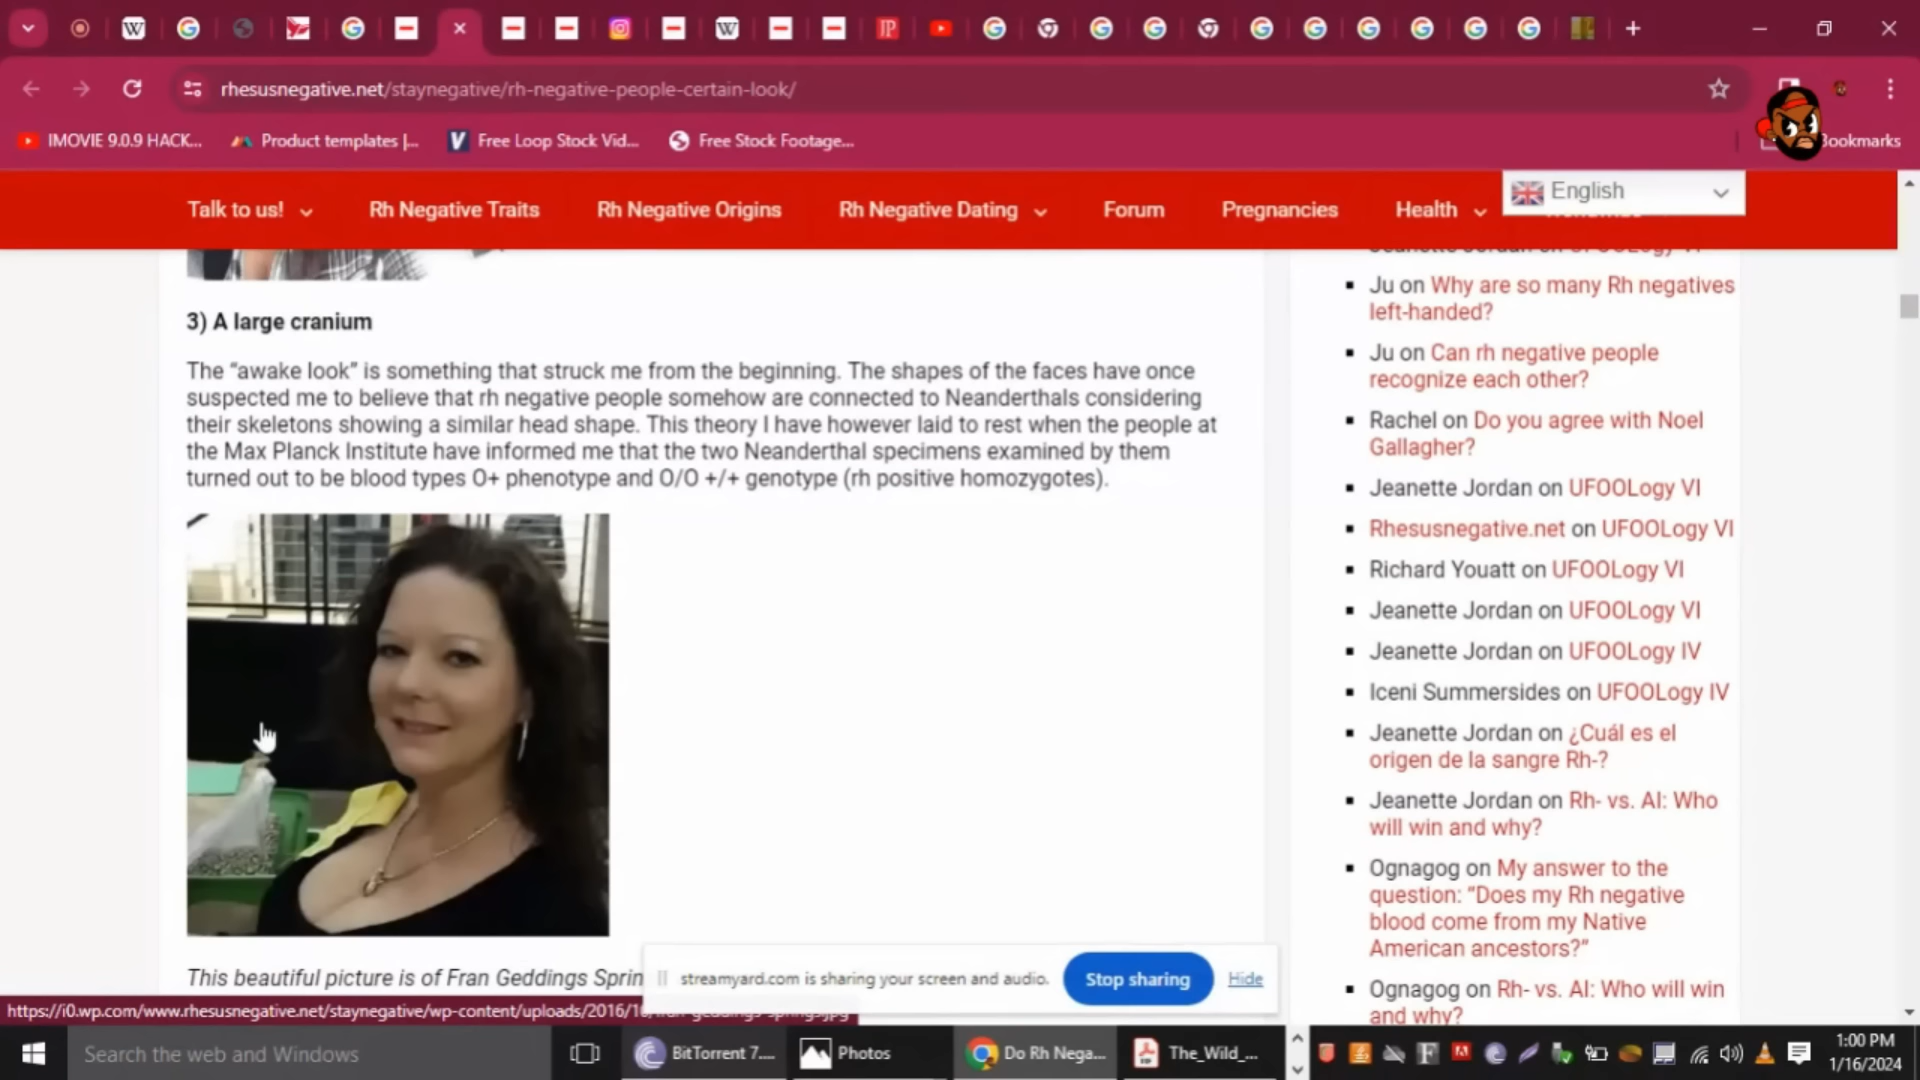 rhesusnegative.net/staynegative/rh-negative-people-certain-look/
IMOVIE 9.0.9 HACK...
Product templates |...
Free Loop Stock Vid...
Free Stock Footage...
Bookmarks
Talk to us!
Rh Negative Traits
Rh Negative Origins
Rh Negative Dating
Forum
Pregnancies
Health
English
3) A large cranium
The “awake look” is something that struck me from the beginning. The shapes of the faces have once
suspected me to believe that rh negative people somehow are connected to Neanderthals considering
their skeletons showing a similar head shape. This theory I have however laid to rest when the people at
the Max Planck Institute have informed me that the two Neanderthal specimens examined by them
turned out to be blood types O+ phenotype and O/O +/+ genotype (rh positive homozygotes).
This beautiful picture is of Fran Geddings Sprin
Jeanette Jordan on UFOOLogy VI
Ju on Why are so many Rh negatives
left-handed?
Ju on Can rh negative people
recognize each other?
Rachel on Do you agree with Noel
Gallagher?
Jeanette Jordan on UFOOLogy VI
Rhesusnegative.net on UFOOLogy VI
Richard Youatt on UFOOLogy VI
Jeanette Jordan on UFOOLogy VI
Jeanette Jordan on UFOOLogy IV
Iceni Summersides on UFOOLogy IV
Jeanette Jordan on ¿Cuál es el
origen de la sangre Rh-?
Jeanette Jordan on Rh- vs. AI: Who
will win and why?
Ognagog on My answer to the
question: “Does my Rh negative
blood come from my Native
American ancestors?”
Ognagog on Rh- vs. AI: Who will win
and why?
streamyard.com is sharing your screen and audio.
Stop sharing
Hide
Search the web and Windows
BitTorrent 7....
Photos
Do Rh Nega...
The_Wild_...
1:00 PM
1/16/2024